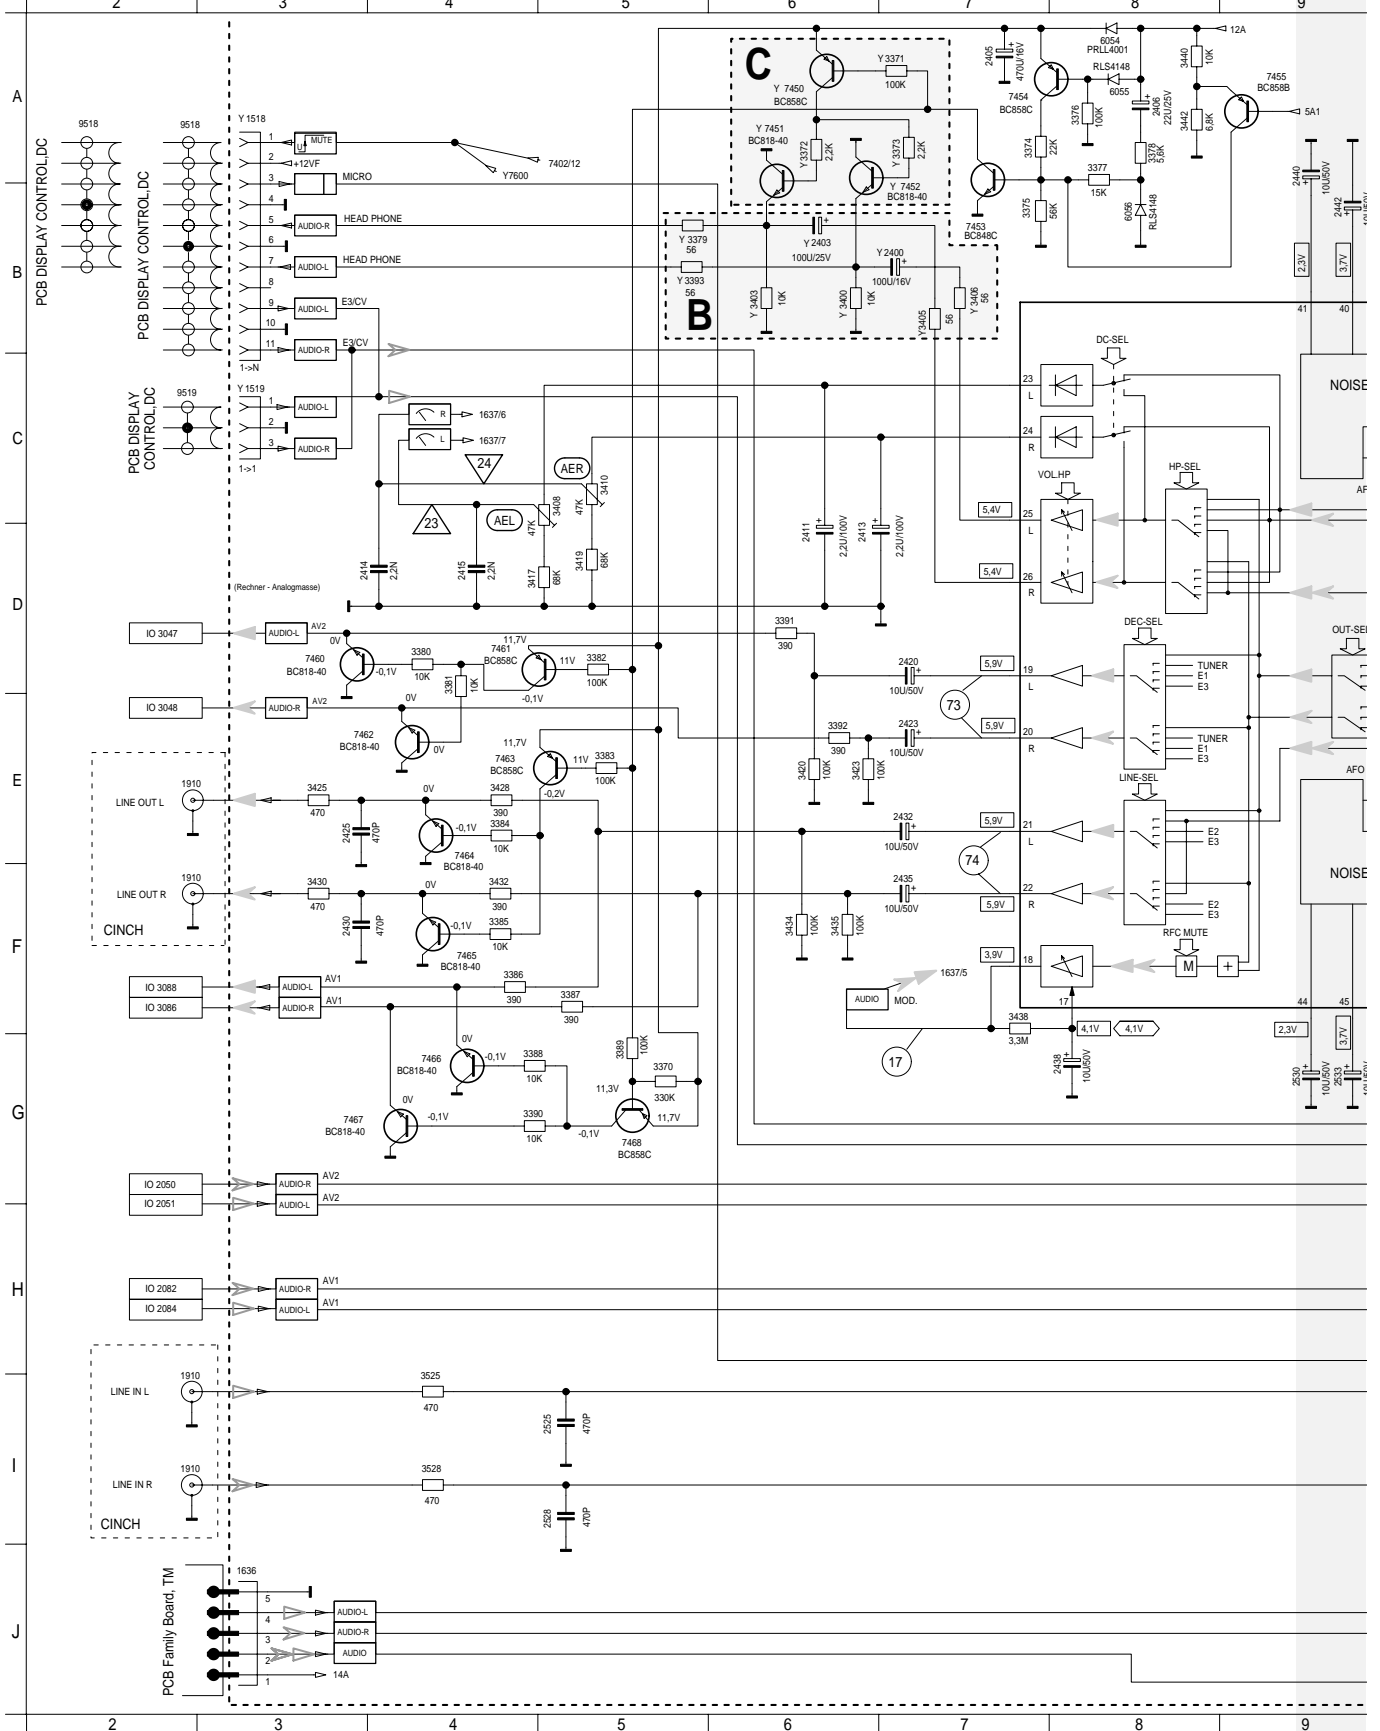 2 3 4 5 6 7 8 9
A
B
C
D
E
F
G
H
I
J
PCB DISPLAY CONTROL,DC
9518
PCB DISPLAY CONTROL,DC
9518
Y 1518
1 MUTE
U
2 +12VF
3 MICRO
4
5 AUDIO-R HEAD PHONE
6
7 AUDIO-L HEAD PHONE
8
9 AUDIO-L E3/CV
10
11 AUDIO-R E3/CV
1->N
7402/12
Y7600
C
Y 7450
BC858C
Y 3371
100K
Y 7451
BC818-40
Y 3372
2,2K
Y 3373
2,2K
Y 7452
BC818-40
2405
470U/16V
6054
PRLL4001
RLS4148
6055
7454
BC858C
3376
100K
2406
22U/25V
3440
10K
12A
7455
BC858B
5A1
3442
6,8K
3374
22K
3378
5,6K
3377
15K
3375
56K
6056
RLS4148
7453
BC848C
2440
10U/50V
2442
2,3V
3,7V
41
40
Y 3379
56
Y 3393
56
B
Y 2403
100U/25V
Y 2400
100U/16V
Y 3403
10K
Y 3400
10K
Y3405
56
Y 3406
56
PCB DISPLAY
CONTROL,DC
9519
Y 1519
1 AUDIO-L
2
3 AUDIO-R
1->1
R 1637/6
L 1637/7
24
23
AEL
AER
3408
47K
3410
47K
3417
68K
3419
68K
2414
2,2N
2415
2,2N
2411
2,2U/100V
2413
2,2U/100V
(Rechner - Analogmasse)
DC-SEL
23
L
24
R
VOL.HP
HP-SEL
5,4V
25
L
5,4V
26
R
NOISE
IO 3047
AUDIO-L AV2
0V
7460
BC818-40
-0,1V
3380
10K
3381
10K
11,7V
7461
BC858C
11V
-0,1V
3382
100K
3391
390
2420
10U/50V
5,9V
19
L
73
DEC-SEL
TUNER
E1
E3
OUT-SEL
IO 3048
AUDIO-R AV2
0V
7462
BC818-40
0V
11,7V
7463
BC858C
11V
-0,2V
3383
100K
3392
390
2423
10U/50V
5,9V
20
R
3420
100K
3423
100K
TUNER
E1
E3
AFO
LINE OUT L
1910
3425
470
2425
470P
0V
-0,1V
7464
BC818-40
3428
390
3384
10K
2432
10U/50V
5,9V
21
L
74
LINE-SEL
E2
E3
LINE OUT R
1910
CINCH
3430
470
2430
470P
0V
-0,1V
7465
BC818-40
3432
390
3385
10K
3434
100K
3435
100K
2435
10U/50V
5,9V
22
R
E2
E3
NOISE
IO 3088
AUDIO-L AV1
3386
390
IO 3086
AUDIO-R AV1
3387
390
1637/5
AUDIO MOD.
3,9V
18
17
RFC MUTE
M
+
44
45
3438
3,3M
4,1V
4,1V
17
2438
10U/50V
2,3V
3,7V
2530
10U/50V
2533
0V
7466
BC818-40
-0,1V
3388
10K
3389
100K
3370
330K
11,3V
0V
7467
BC818-40
-0,1V
3390
10K
-0,1V
11,7V
7468
BC858C
IO 2050
AUDIO-R AV2
IO 2051
AUDIO-L AV2
IO 2082
AUDIO-R AV1
IO 2084
AUDIO-L AV1
LINE IN L
1910
3525
470
2525
470P
LINE IN R
1910
3528
470
2528
470P
CINCH
PCB Family Board, TM
1636
5
4 AUDIO-L
3 AUDIO-R
2 AUDIO
1 14A
2 3 4 5 6 7 8 9